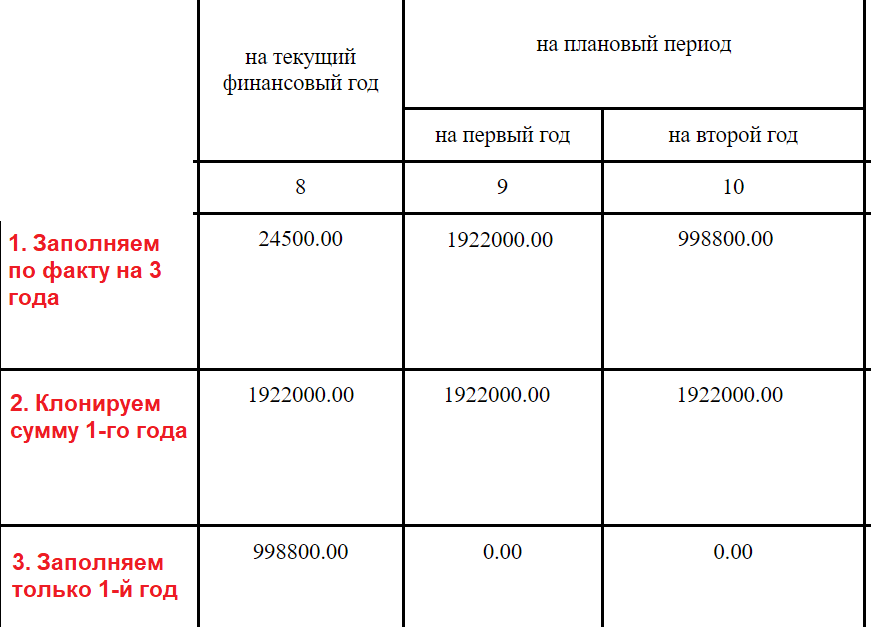 на текущий
финансовый год
на плановый период
на первый год
на второй год
8
9
10
1. Заполняем
по факту на 3
года
24500.00
1922000.00
998800.00
2. Клонируем
сумму 1-го года
1922000.00
1922000.00
1922000.00
3. Заполняем
только 1-й год
998800.00
0.00
0.00